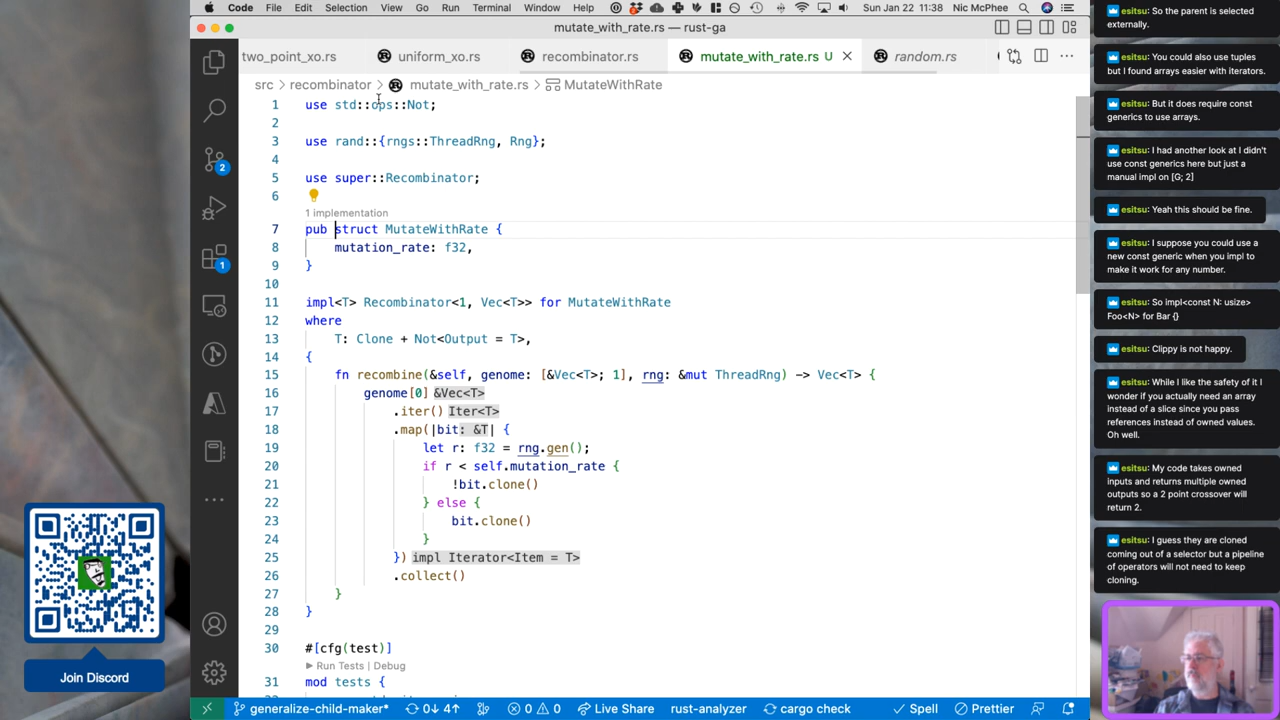 Code File Edit Selection View Go Run Terminal Window Help Sun Jan 22 11:38 Nic McPhee
mutate_with_rate.rs — rust-ga
two_point_xo.rs uniform_xo.rs recombinator.rs mutate_with_rate.rs U random.rs
src > recombinator > mutate_with_rate.rs > MutateWithRate
1 use std::ops::Not;
2
3 use rand::{rngs::ThreadRng, Rng};
4
5 use super::Recombinator;
6
1 implementation
7 pub struct MutateWithRate {
8 mutation_rate: f32,
9 }
10
11 impl<T> Recombinator<1, Vec<T>> for MutateWithRate
12 where
13 T: Clone + Not<Output = T>,
14 {
15 fn recombine(&self, genome: [&Vec<T>; 1], rng: &mut ThreadRng) -> Vec<T> {
16 genome[0] &Vec<T>
17 .iter() Iter<T>
18 .map(|bit: &T| {
19 let r: f32 = rng.gen();
20 if r < self.mutation_rate {
21 !bit.clone()
22 } else {
23 bit.clone()
24 }
25 }) impl Iterator<Item = T>
26 .collect()
27 }
28 }
29
30 #[cfg(test)]
Run Tests | Debug
31 mod tests {
2
1
generalize-child-maker* 0↓ 4↑ 0 0 Live Share rust-analyzer cargo check Spell Prettier
Join Discord
esitsu: So the parent is selected
externally.
esitsu: You could also use tuples
but I found arrays easier with iterators.
esitsu: But it does require const
generics to use arrays.
esitsu: I had another look at I didn't
use const generics here but just a
manual impl on [G; 2]
esitsu: Yeah this should be fine.
esitsu: I suppose you could use a
new const generic when you impl to
make it work for any number.
esitsu: So impl<const N: usize>
Foo<N> for Bar {}
esitsu: Clippy is not happy.
esitsu: While I like the safety of it I
wonder if you actually need an array
instead of a slice since you pass
references instead of owned values.
Oh well.
esitsu: My code takes owned
inputs and returns multiple owned
outputs so a 2 point crossover will
return 2.
esitsu: I guess they are cloned
coming out of a selector but a pipeline
of operators will not need to keep
cloning.